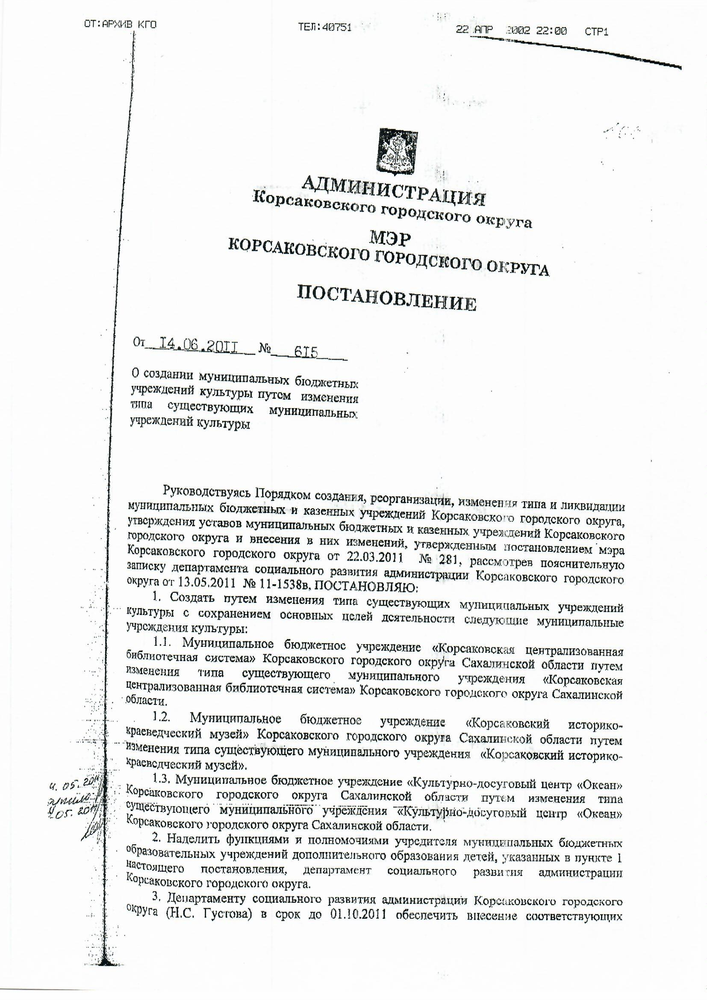 ОТ:АРХИВ КГО ТЕЛ:40751 22 АПР 2002 22:00 СТР1
АДМИНИСТРАЦИЯ
Корсаковского городского округа
МЭР
КОРСАКОВСКОГО ГОРОДСКОГО ОКРУГА
ПОСТАНОВЛЕНИЕ
От 14.06.2011 № 615
О создании муниципальных бюджетных
учреждений культуры путем изменения
типа существующих муниципальных
учреждений культуры
Руководствуясь Порядком создания, реорганизации, изменения типа и ликвидации
муниципальных бюджетных и казенных учреждений Корсаковского городского округа,
утверждения уставов муниципальных бюджетных и казенных учреждений Корсаковского
городского округа и внесения в них изменений, утвержденным постановлением мэра
Корсаковского городского округа от 22.03.2011 № 281, рассмотрев пояснительную
записку департамента социального развития администрации Корсаковского городского
округа от 13.05.2011 № 11-1538в, ПОСТАНОВЛЯЮ:
1. Создать путем изменения типа существующих муниципальных учреждений
культуры с сохранением основных целей деятельности следующие муниципальные
учреждения культуры:
1.1. Муниципальное бюджетное учреждение «Корсаковская централизованная
библиотечная система» Корсаковского городского округа Сахалинской области путем
изменения типа существующего муниципального учреждения «Корсаковская
централизованная библиотечная система» Корсаковского городского округа Сахалинской
области.
1.2. Муниципальное бюджетное учреждение «Корсаковский историко-
краеведческий музей» Корсаковского городского округа Сахалинской области путем
изменения типа существующего муниципального учреждения «Корсаковский историко-
краеведческий музей».
1.3. Муниципальное бюджетное учреждение «Культурно-досуговый центр «Океан»
Корсаковского городского округа Сахалинской области путем изменения типа
существующего муниципального учреждения «Культурно-досуговый центр «Океан»
Корсаковского городского округа Сахалинской области.
2. Наделить функциями и полномочиями учредителя муниципальных бюджетных
образовательных учреждений дополнительного образования детей, указанных в пункте 1
настоящего постановления, департамент социального развития администрации
Корсаковского городского округа.
3. Департаменту социального развития администрации Корсаковского городского
округа (Н.С. Густова) в срок до 01.10.2011 обеспечить внесение соответствующих